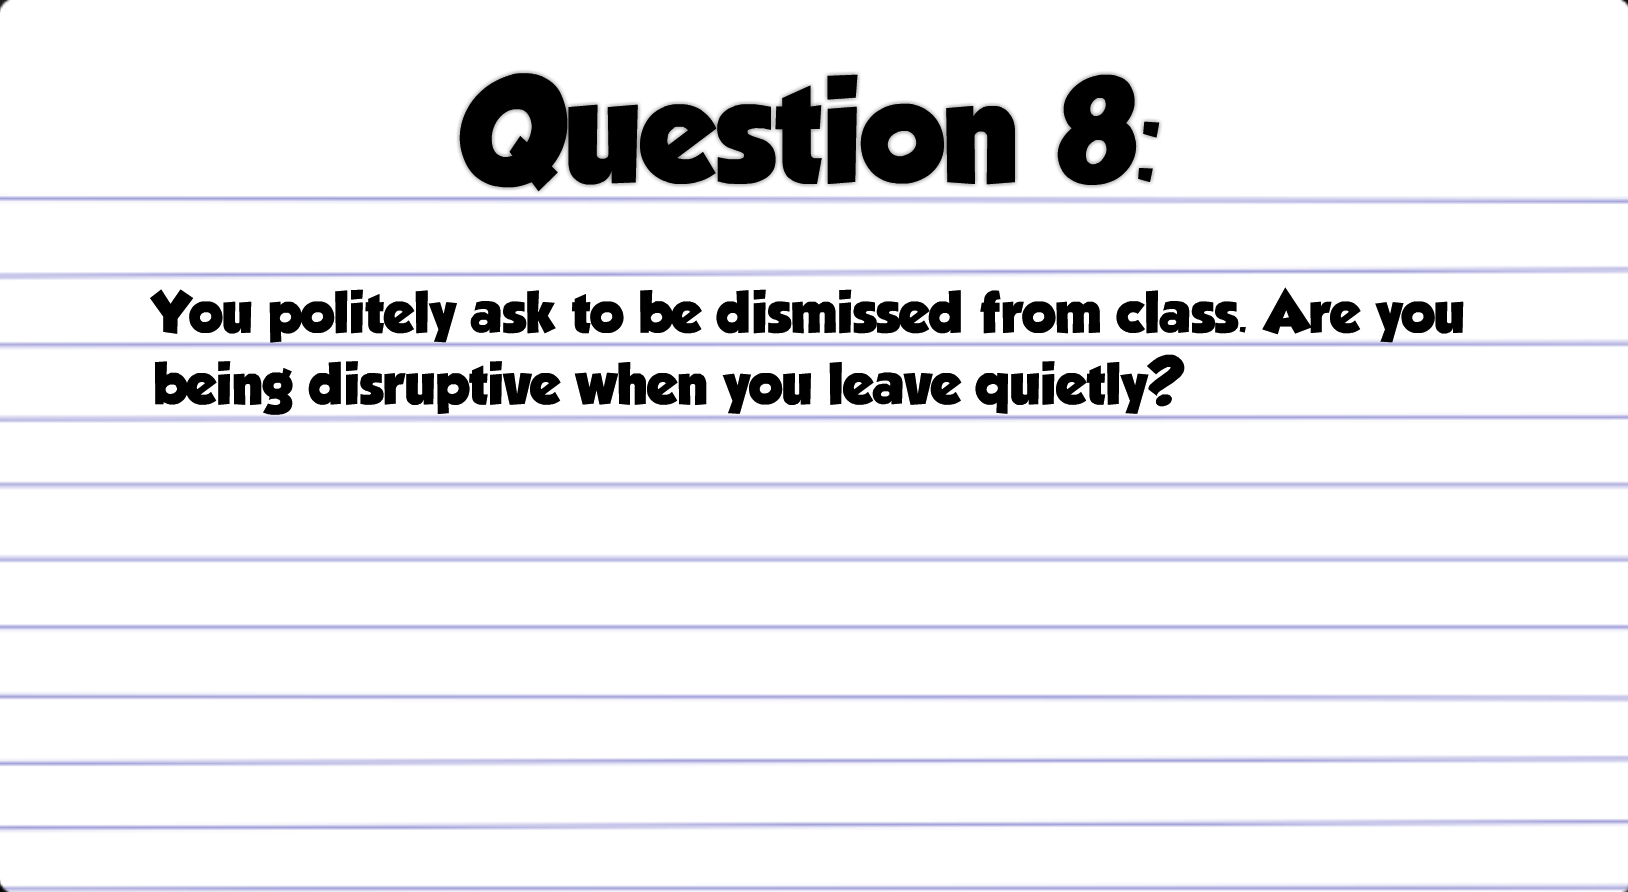 Question 8:
You politely ask to be dismissed from class. Are you
being disruptive when you leave quietly?